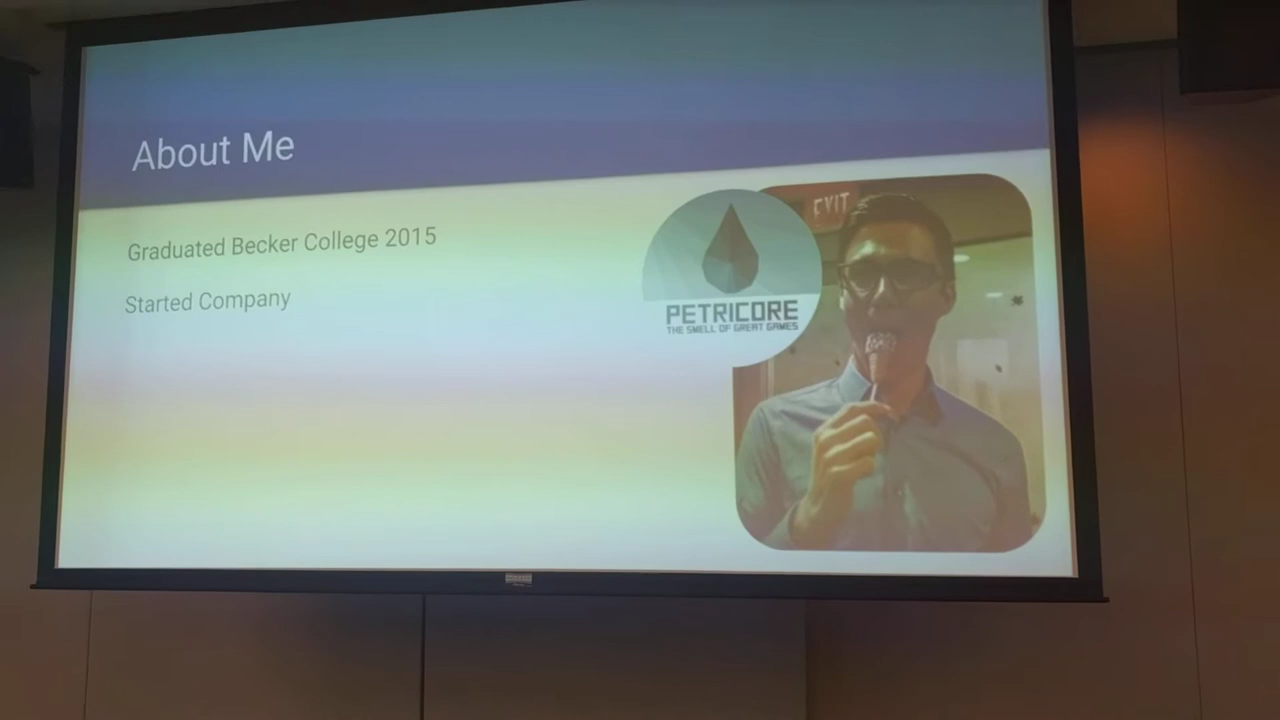 About Me
Graduated Becker College 2015
Started Company
EXIT
PETRICORE
THE SMELL OF GREAT GAMES